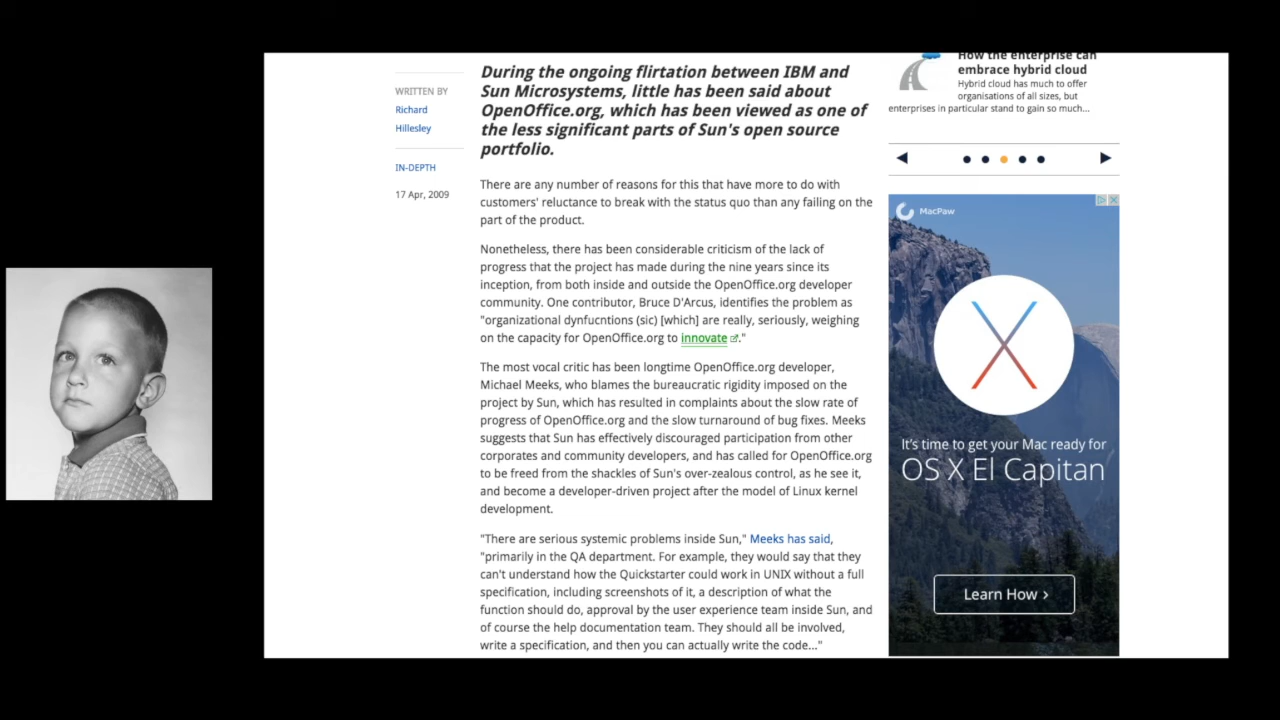 WRITTEN BY
Richard
Hillesley
IN-DEPTH
17 Apr, 2009
During the ongoing flirtation between IBM and
Sun Microsystems, little has been said about
OpenOffice.org, which has been viewed as one of
the less significant parts of Sun's open source
portfolio.
There are any number of reasons for this that have more to do with
customers' reluctance to break with the status quo than any failing on the
part of the product.
Nonetheless, there has been considerable criticism of the lack of
progress that the project has made during the nine years since its
inception, from both inside and outside the OpenOffice.org developer
community. One contributor, Bruce D'Arcus, identifies the problem as
"organizational dynfucntions (sic) [which] are really, seriously, weighing
on the capacity for OpenOffice.org to innovate."
The most vocal critic has been longtime OpenOffice.org developer,
Michael Meeks, who blames the bureaucratic rigidity imposed on the
project by Sun, which has resulted in complaints about the slow rate of
progress of OpenOffice.org and the slow turnaround of bug fixes. Meeks
suggests that Sun has effectively discouraged participation from other
corporates and community developers, and has called for OpenOffice.org
to be freed from the shackles of Sun's over-zealous control, as he see it,
and become a developer-driven project after the model of Linux kernel
development.
"There are serious systemic problems inside Sun," Meeks has said,
"primarily in the QA department. For example, they would say that they
can't understand how the Quickstarter could work in UNIX without a full
specification, including screenshots of it, a description of what the
function should do, approval by the user experience team inside Sun, and
of course the help documentation team. They should all be involved,
write a specification, and then you can actually write the code..."
How the enterprise can
embrace hybrid cloud
Hybrid cloud has much to offer
organisations of all sizes, but
enterprises in particular stand to gain so much...
MacPaw
It's time to get your Mac ready for
OS X El Capitan
Learn How ›